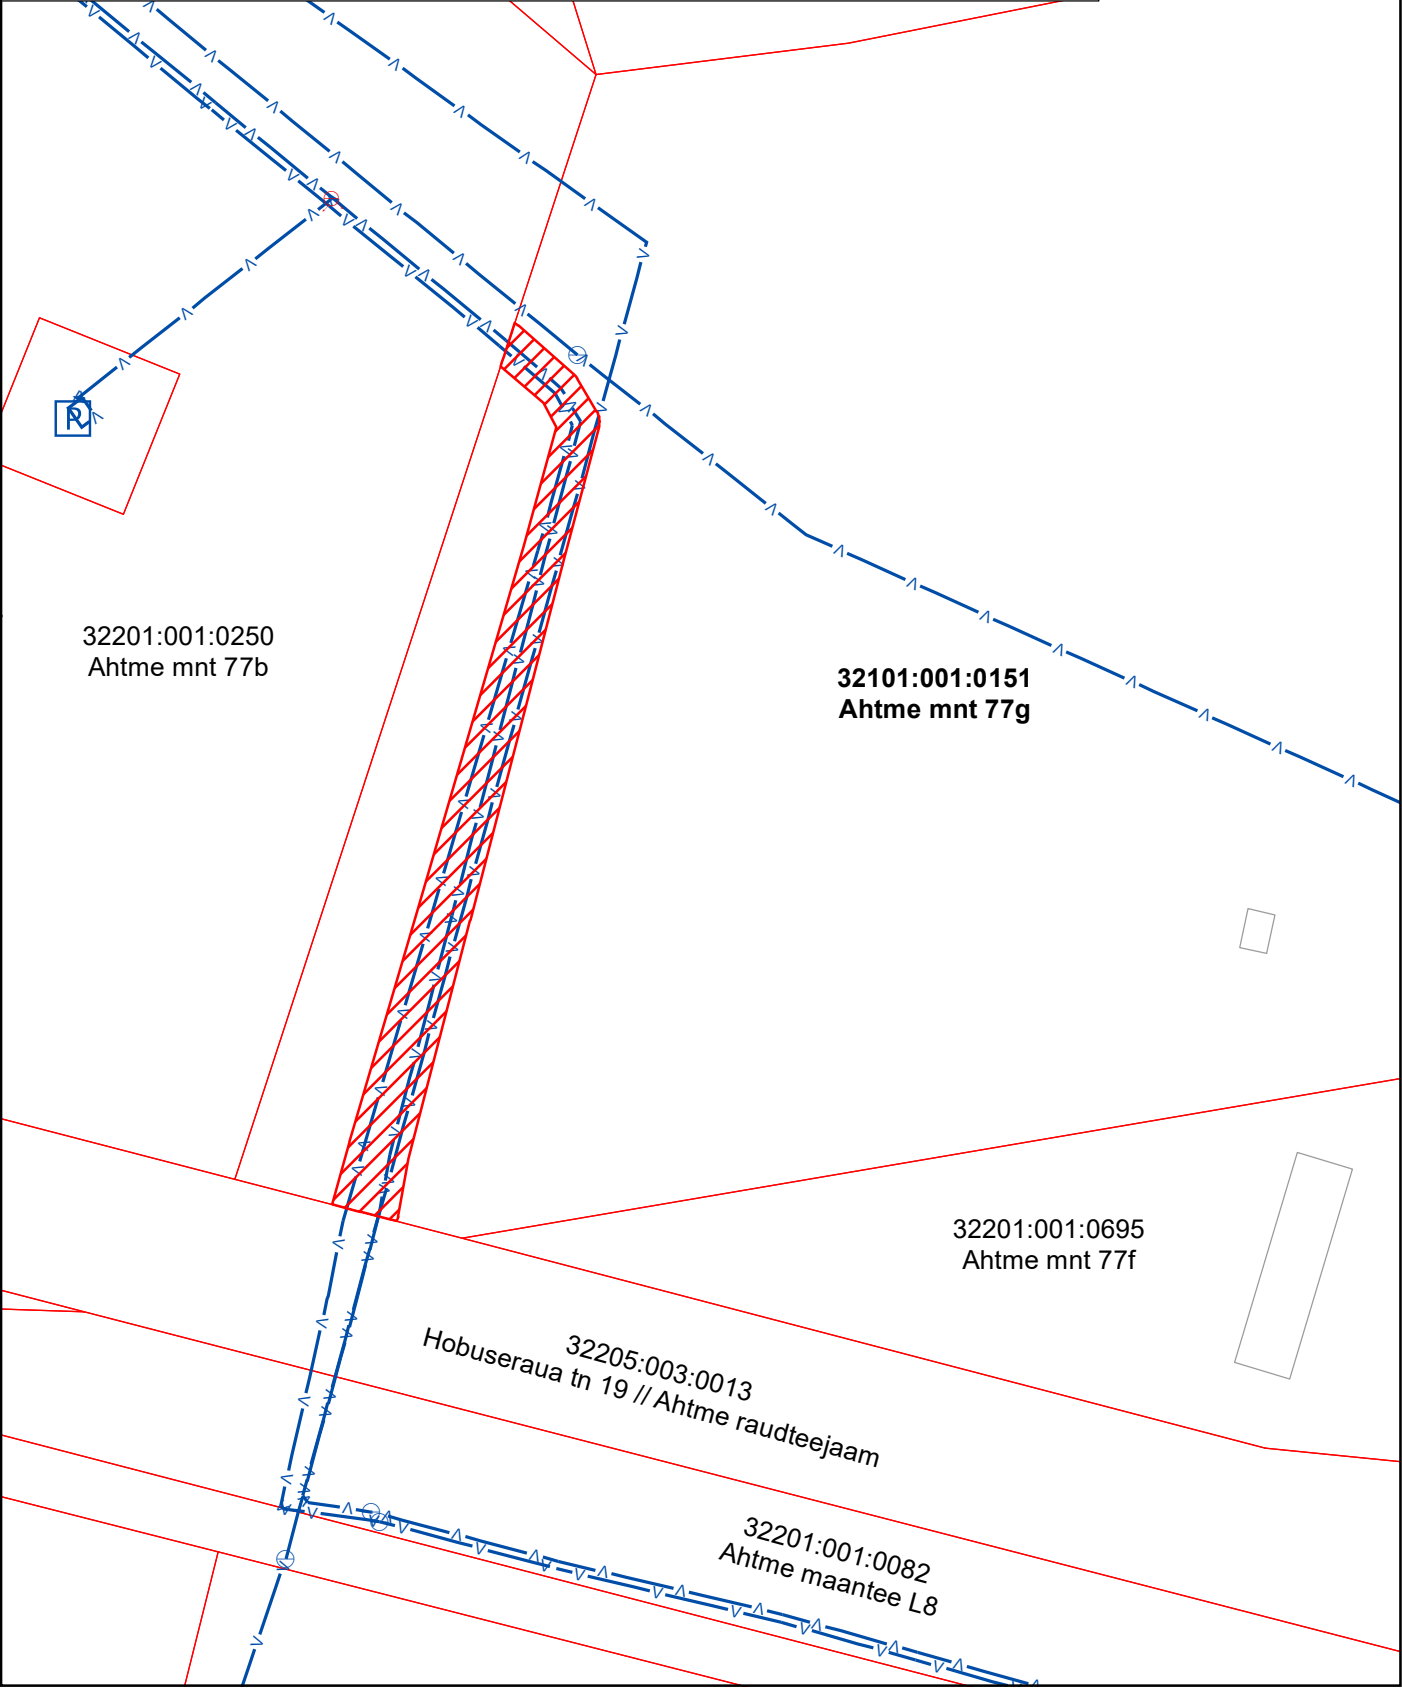 R
32201:001:0250
Ahtme mnt 77b
32101:001:0151
Ahtme mnt 77g
32201:001:0695
Ahtme mnt 77f
32205:003:0013
Hobuseraua tn 19 // Ahtme raudteejaam
32201:001:0082
Ahtme maantee L8